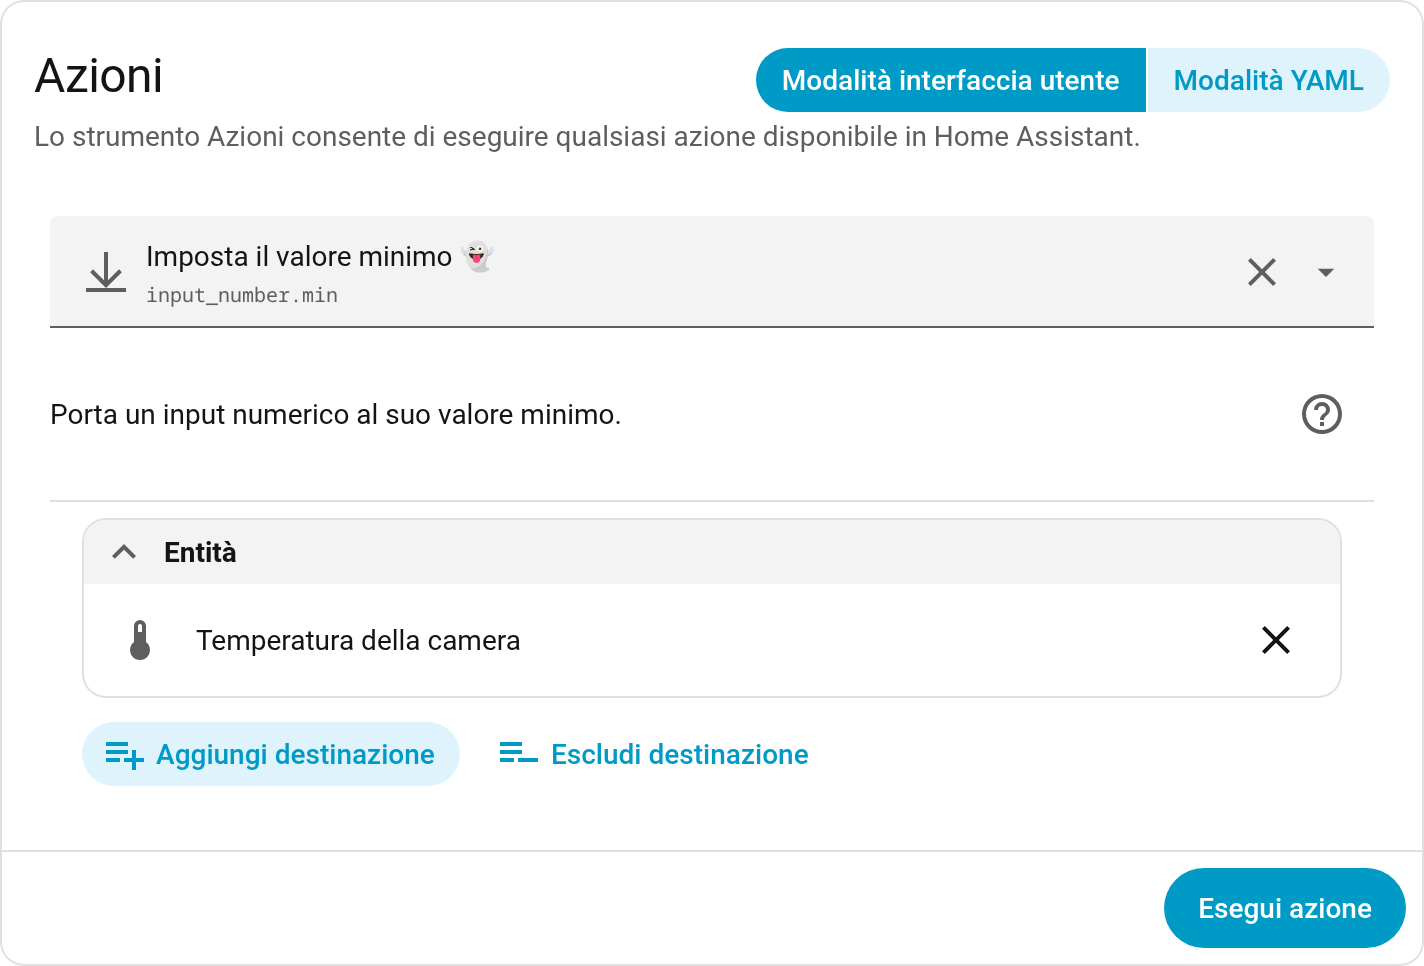 Azioni
Modalità interfaccia utente
Modalità YAML
Lo strumento Azioni consente di eseguire qualsiasi azione disponibile in Home Assistant.
Imposta il valore minimo 👻
input_number.min
Porta un input numerico al suo valore minimo.
Entità
Temperatura della camera
Aggiungi destinazione
Escludi destinazione
Esegui azione